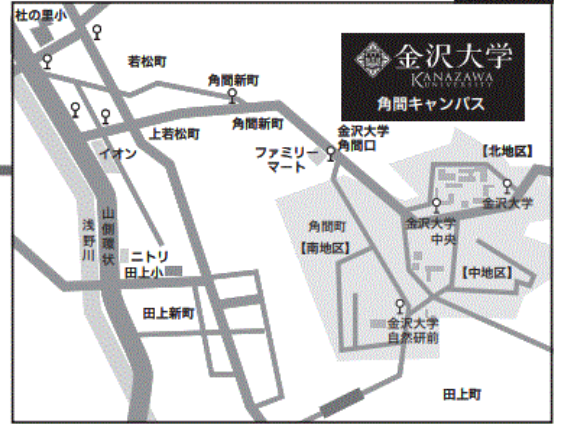 杜の里小
金沢大学
KANAZAWA
UNIVERSITY
角間キャンパス
若松町
角間新町
角間新町
上若松町
イオン
金沢大学
角間口
ファミリー
マート
【北地区】
金沢大学
金沢大学
中央
角間町
【南地区】
【中地区】
浅野川
山側環状
ニトリ
田上小
田上新町
金沢大学
自然研前
田上町